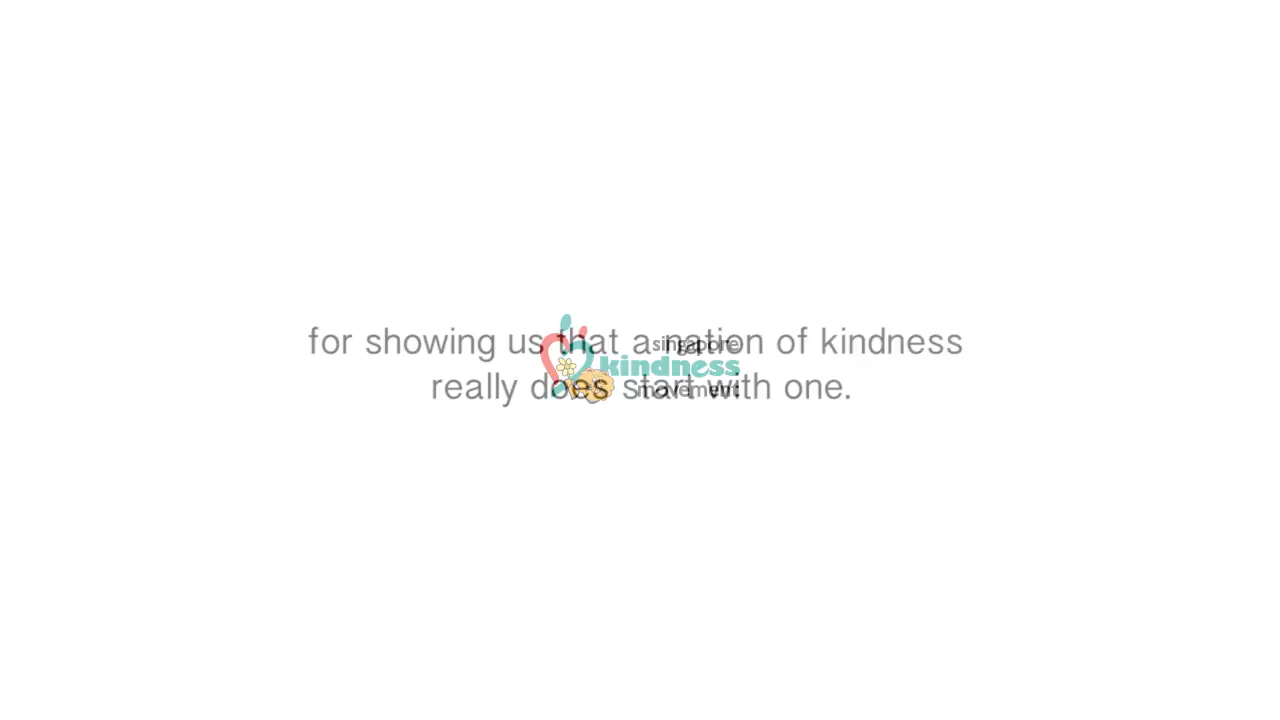 for showing us that a nation of kindness
really does start with one.
singapore
kindness
movement